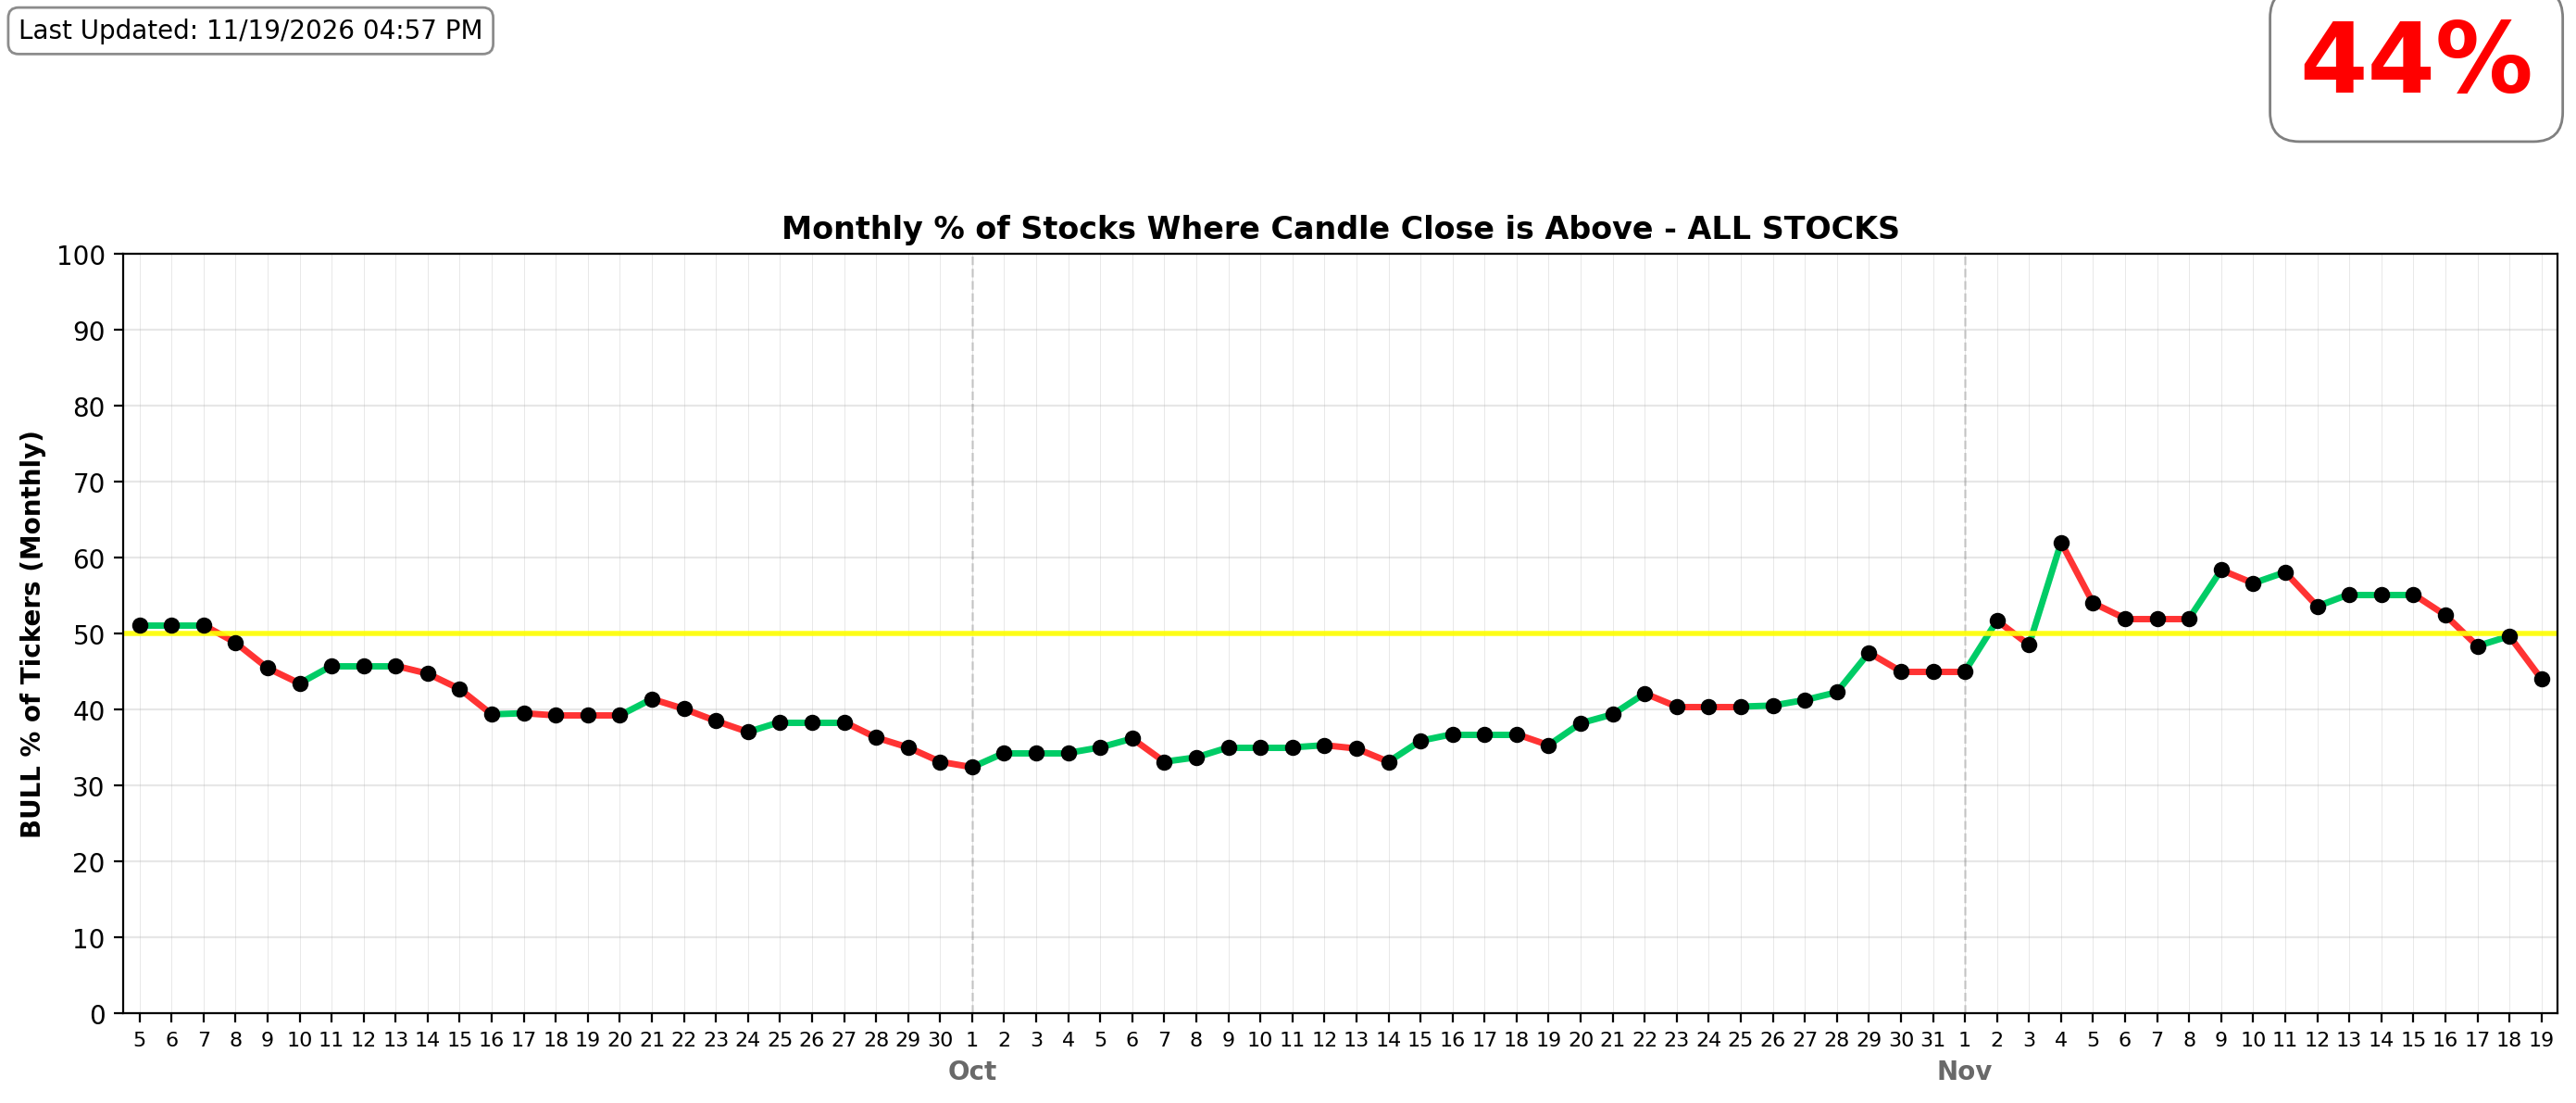 Last Updated: 11/19/2026 04:57 PM
44%
Monthly % of Stocks Where Candle Close is Above - ALL STOCKS
BULL % of Tickers (Monthly)
100
90
80
70
60
50
40
30
20
10
0
5 6 7 8 9 10 11 12 13 14 15 16 17 18 19 20 21 22 23 24 25 26 27 28 29 30 1 2 3 4 5 6 7 8 9 10 11 12 13 14 15 16 17 18 19 20 21 22 23 24 25 26 27 28 29 30 31 1 2 3 4 5 6 7 8 9 10 11 12 13 14 15 16 17 18 19
Oct Nov